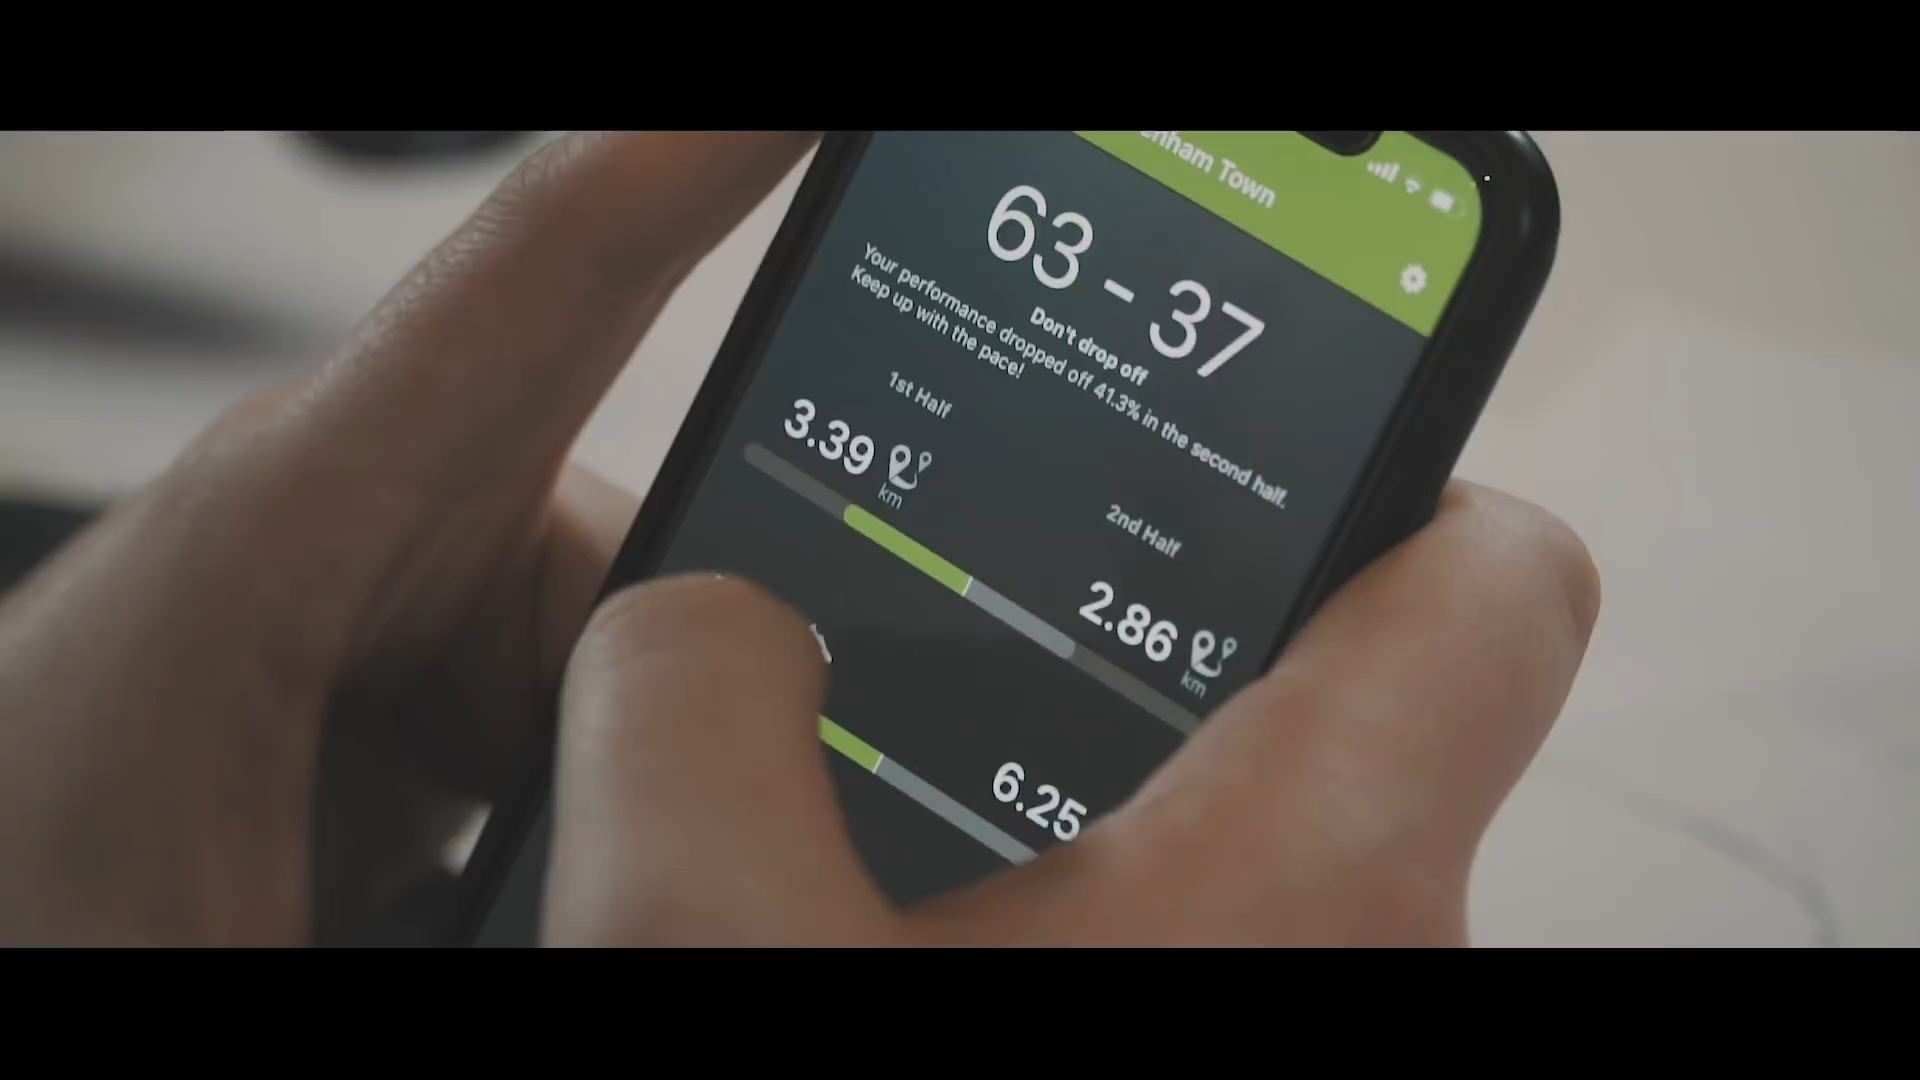 Town
63 - 37
Don't drop off
Your performance dropped off 41.3% in the second half.
Keep up with the pace!
1st Half
3.39
km
2nd Half
2.86
km
6.25